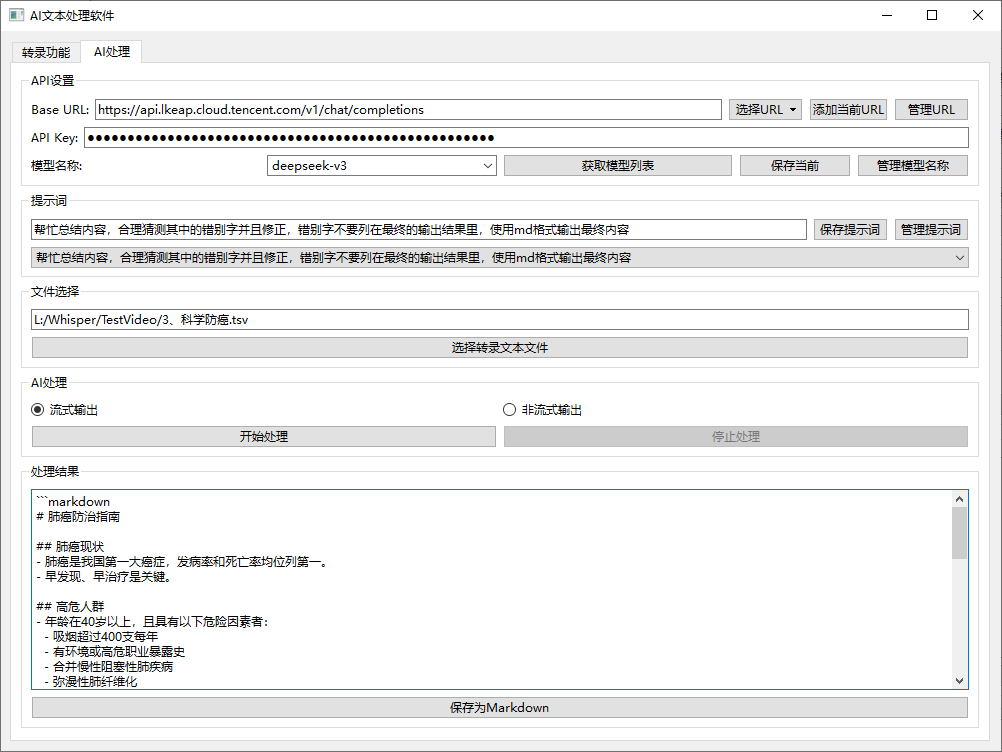 AI文本处理软件
转录功能 AI处理
API设置
Base URL: https://api.lkeap.cloud.tencent.com/v1/chat/completions 选择URL 添加当前URL 管理URL
API Key: ●●●●●●●●●●●●●●●●●●●●●●●●●●●●●●●●●●●●●●●●●●●●●●●●●●●
模型名称: deepseek-v3 获取模型列表 保存当前 管理模型名称
提示词
帮忙总结内容，合理猜测其中的错别字并且修正，错别字不要列在最终的输出结果里，使用md格式输出最终内容 保存提示词 管理提示词
帮忙总结内容，合理猜测其中的错别字并且修正，错别字不要列在最终的输出结果里，使用md格式输出最终内容
文件选择
L:/Whisper/TestVideo/3、科学防癌.tsv
选择转录文本文件
AI处理
流式输出 非流式输出
开始处理 停止处理
处理结果
```markdown
# 肺癌防治指南
## 肺癌现状
- 肺癌是我国第一大癌症，发病率和死亡率均位列第一。
- 早发现、早治疗是关键。
## 高危人群
- 年龄在40岁以上，且具有以下危险因素者：
- 吸烟超过400支每年
- 有环境或高危职业暴露史
- 合并慢性阻塞性肺疾病
- 弥漫性肺纤维化
保存为Markdown